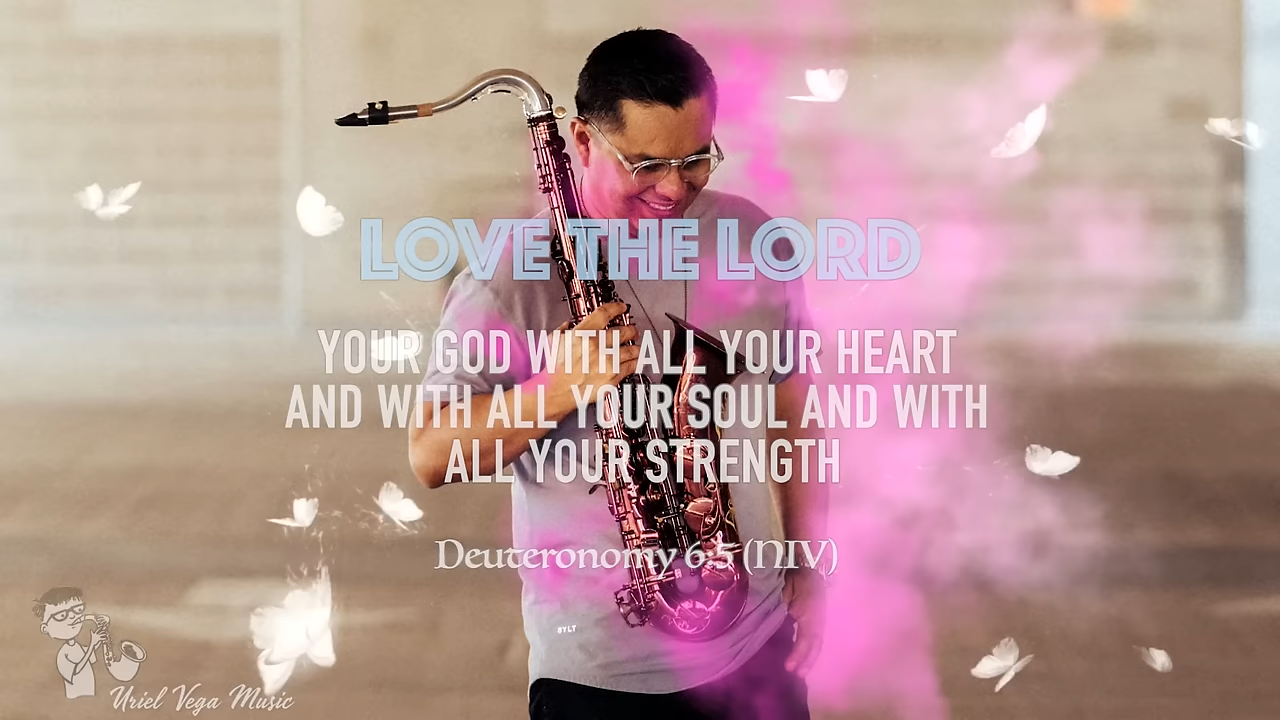 LOVE THE LORD
YOUR GOD WITH ALL YOUR HEART
AND WITH ALL YOUR SOUL AND WITH
ALL YOUR STRENGTH
Deuteronomy 6:5 (NIV)
SYLT
Uriel Vega Music